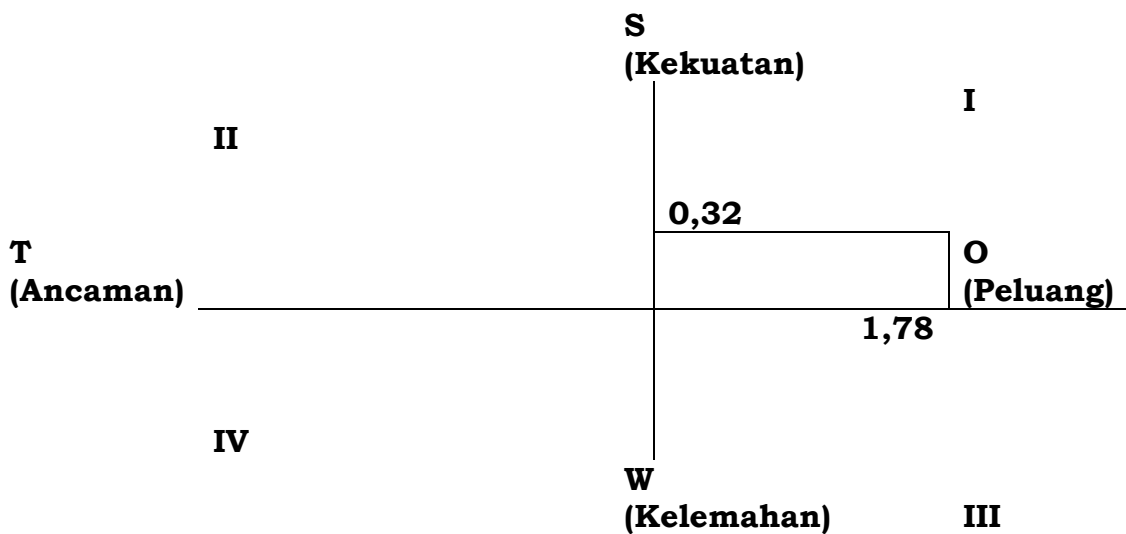 S
(Kekuatan)
I
II
0,32
T
(Ancaman)
O
(Peluang)
1,78
IV
W
(Kelemahan)
III